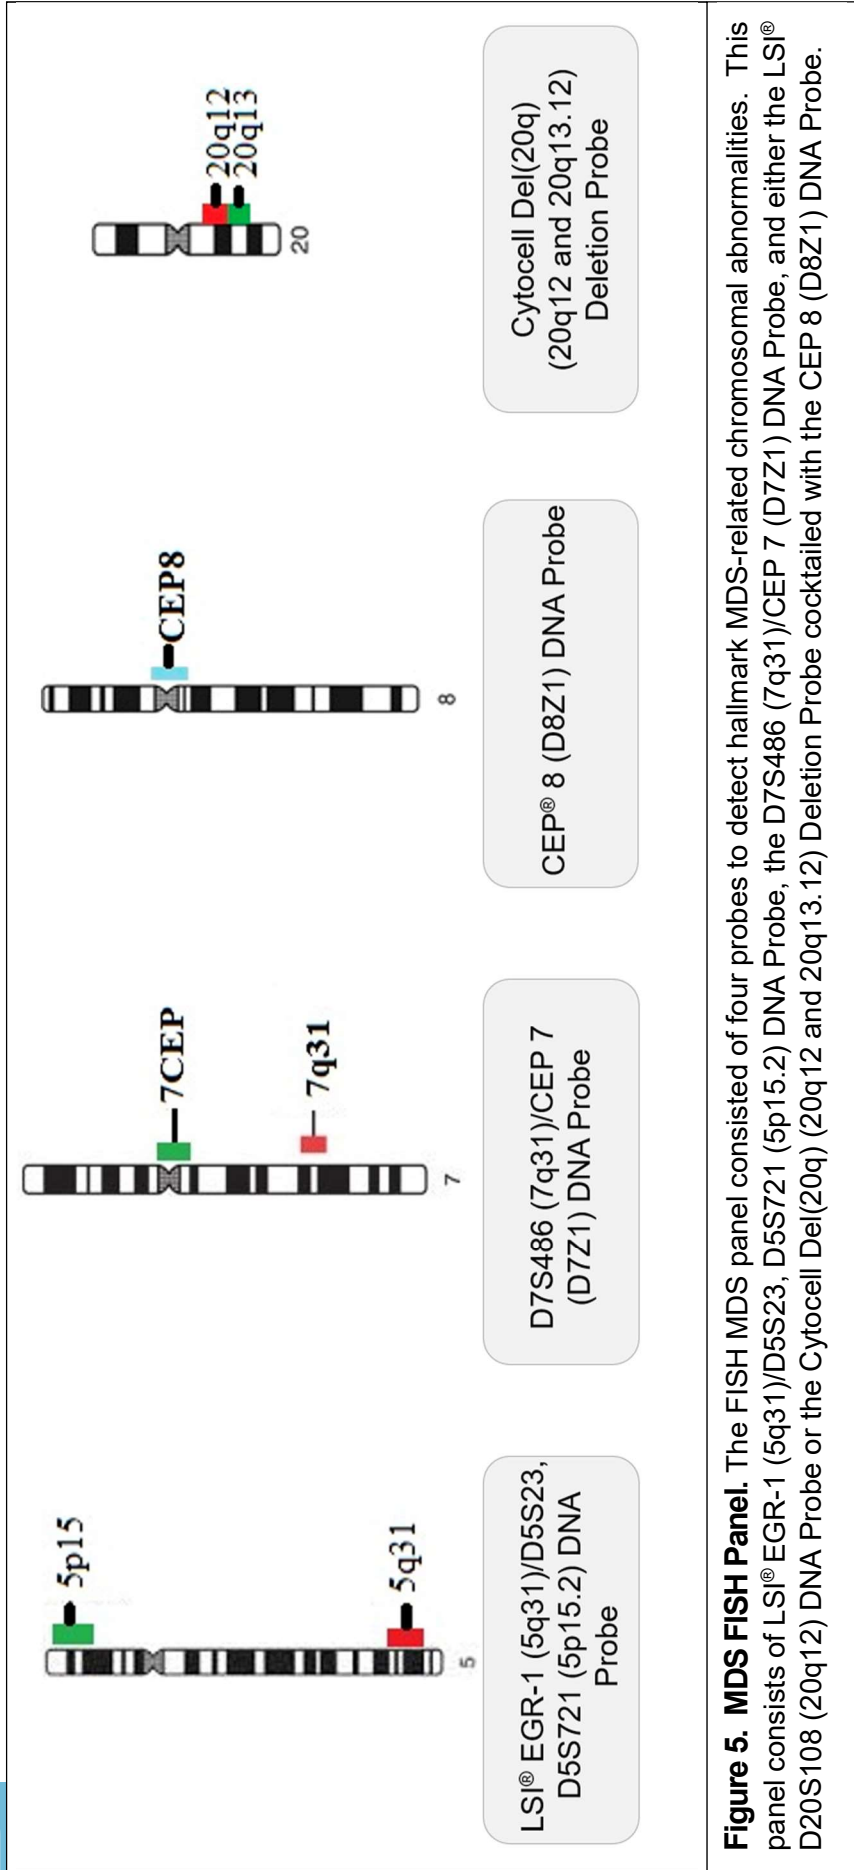 5p15
5q31
5
LSI® EGR-1 (5q31)/D5S23,
D5S721 (5p15.2) DNA
Probe
7CEP
7q31
7
D7S486 (7q31)/CEP 7
(D7Z1) DNA Probe
CEP8
8
CEP® 8 (D8Z1) DNA Probe
20q12
20q13
20
Cytocell Del(20q)
(20q12 and 20q13.12)
Deletion Probe
Figure 5. MDS FISH Panel. The FISH MDS panel consisted of four probes to detect hallmark MDS-related chromosomal abnormalities. This
panel consists of LSI® EGR-1 (5q31)/D5S23, D5S721 (5p15.2) DNA Probe, the D7S486 (7q31)/CEP 7 (D7Z1) DNA Probe, and either the LSI®
D20S108 (20q12) DNA Probe or the Cytocell Del(20q) (20q12 and 20q13.12) Deletion Probe cocktailed with the CEP 8 (D8Z1) DNA Probe.